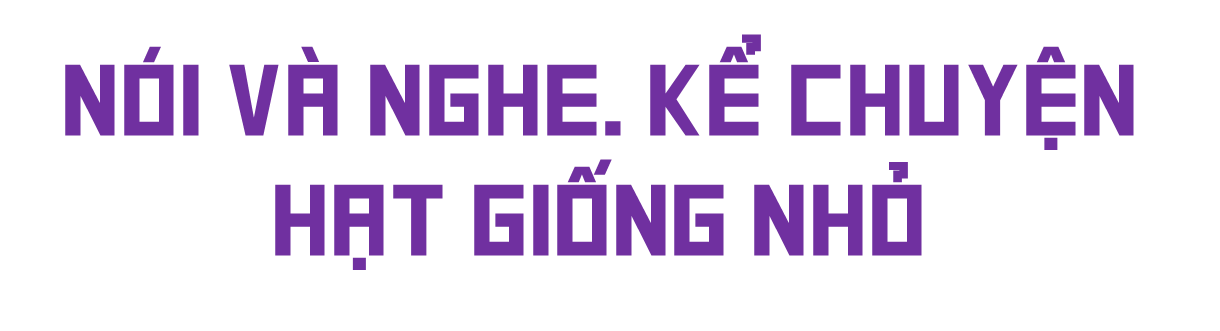 NÓI VÀ NGHE. KỂ CHUYỆN
HẠT GIỐNG NHỎ